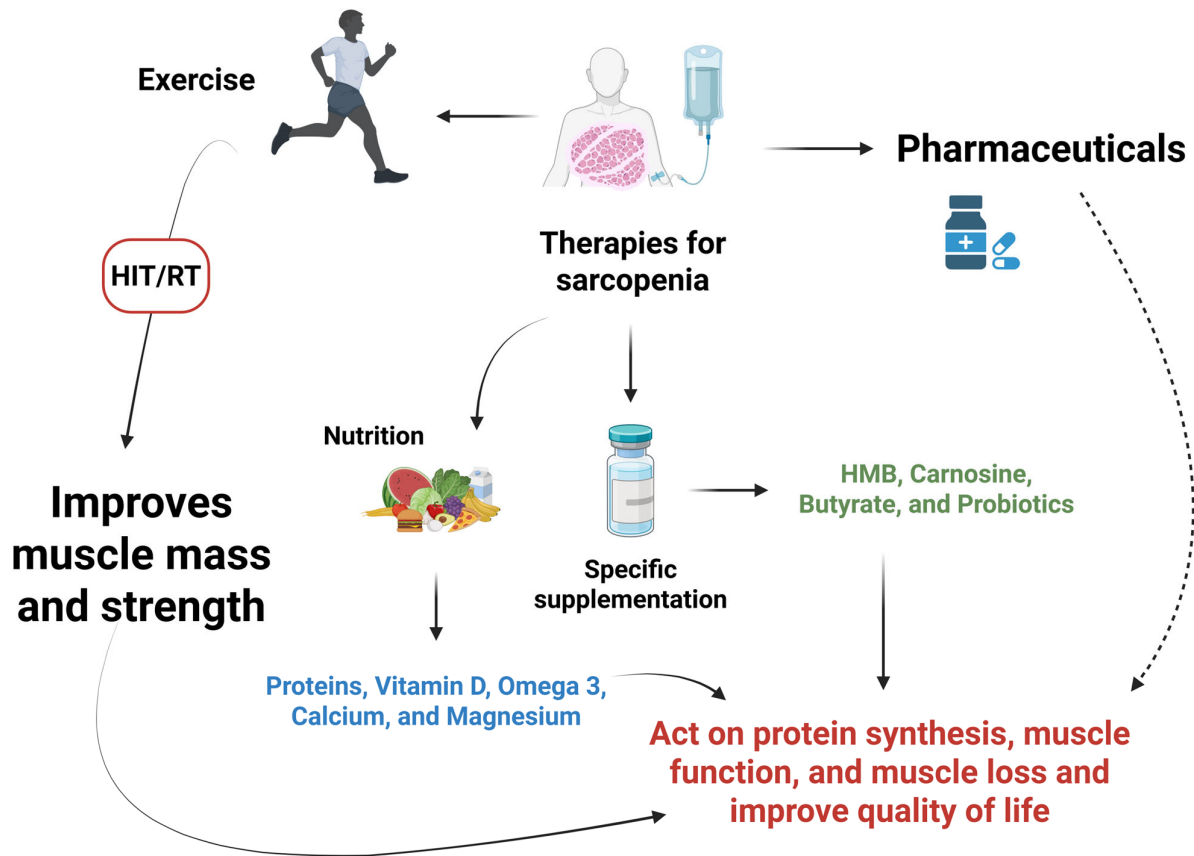 Exercise
Pharmaceuticals
Therapies for
sarcopenia
HIT/RT
Nutrition
HMB, Carnosine,
Butyrate, and Probiotics
Improves
muscle mass
and strength
Specific
supplementation
Proteins, Vitamin D, Omega 3,
Calcium, and Magnesium
Act on protein synthesis, muscle
function, and muscle loss and
improve quality of life